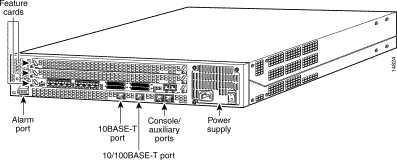 Feature
cards
14824
Alarm
port
10BASE-T
port
10/100BASE-T port
Console/
auxiliary
ports
Power
supply